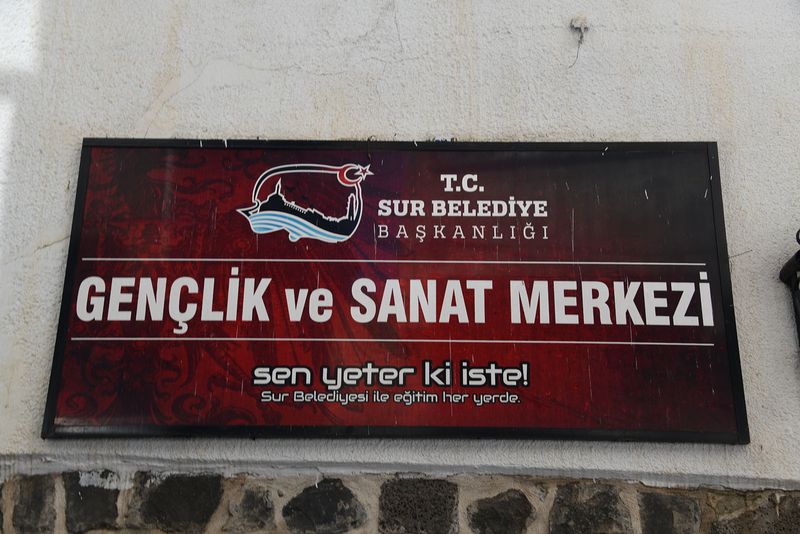 T.C.
SUR BELEDİYE
BAŞKANLIĞI
GENÇLİK ve SANAT MERKEZİ
sen yeter ki iste!
Sur Belediyesi ile eğitim her yerde.